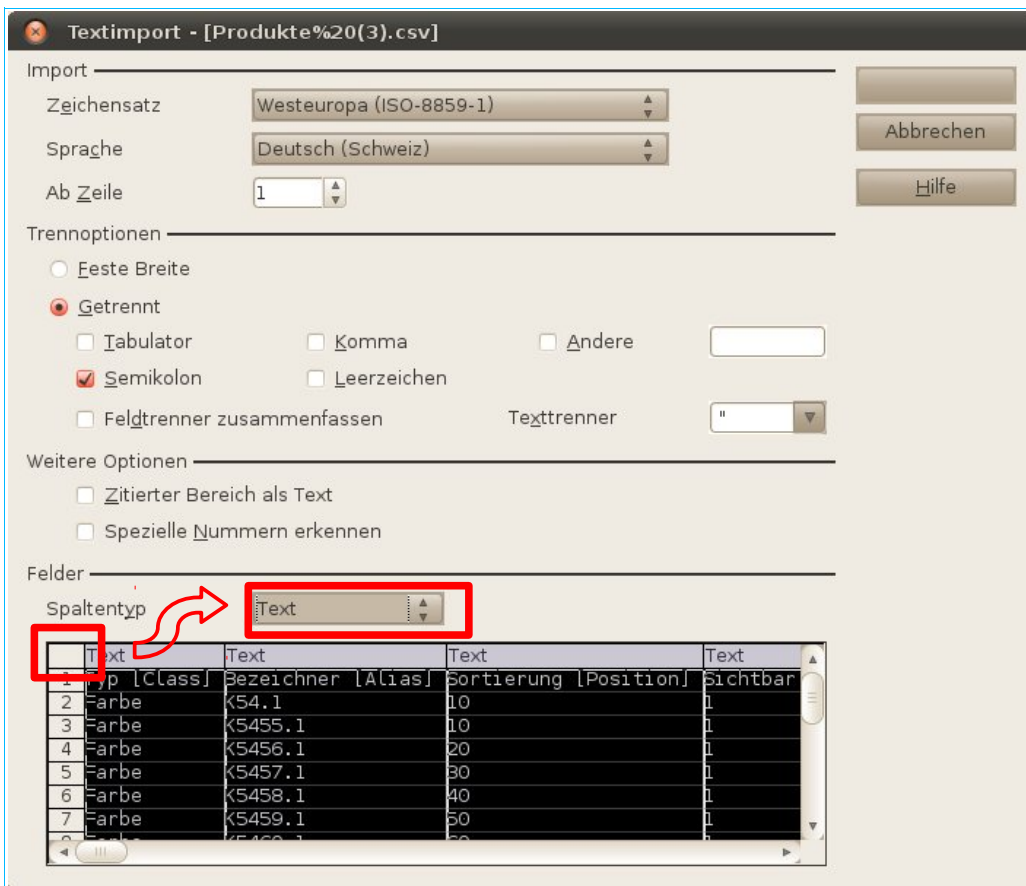 Textimport - [Produkte%20(3).csv]
Import
Zeichensatz Westeuropa (ISO-8859-1)
Abbrechen
Sprache Deutsch (Schweiz)
Ab Zeile 1
Hilfe
Trennoptionen
Feste Breite
Getrennt
Tabulator Komma Andere
Semikolon Leerzeichen
Feldtrenner zusammenfassen Texttrenner "
Weitere Optionen
Zitierter Bereich als Text
Spezielle Nummern erkennen
Felder
Spaltentyp Text
Text Text Text Text
1 Typ [Class] Bezeichner [Alias] Sortierung [Position] Sichtbar
2 Farbe K54.1 10 1
3 Farbe K5455.1 10 1
4 Farbe K5456.1 20 1
5 Farbe K5457.1 30 1
6 Farbe K5458.1 40 1
7 Farbe K5459.1 50 1